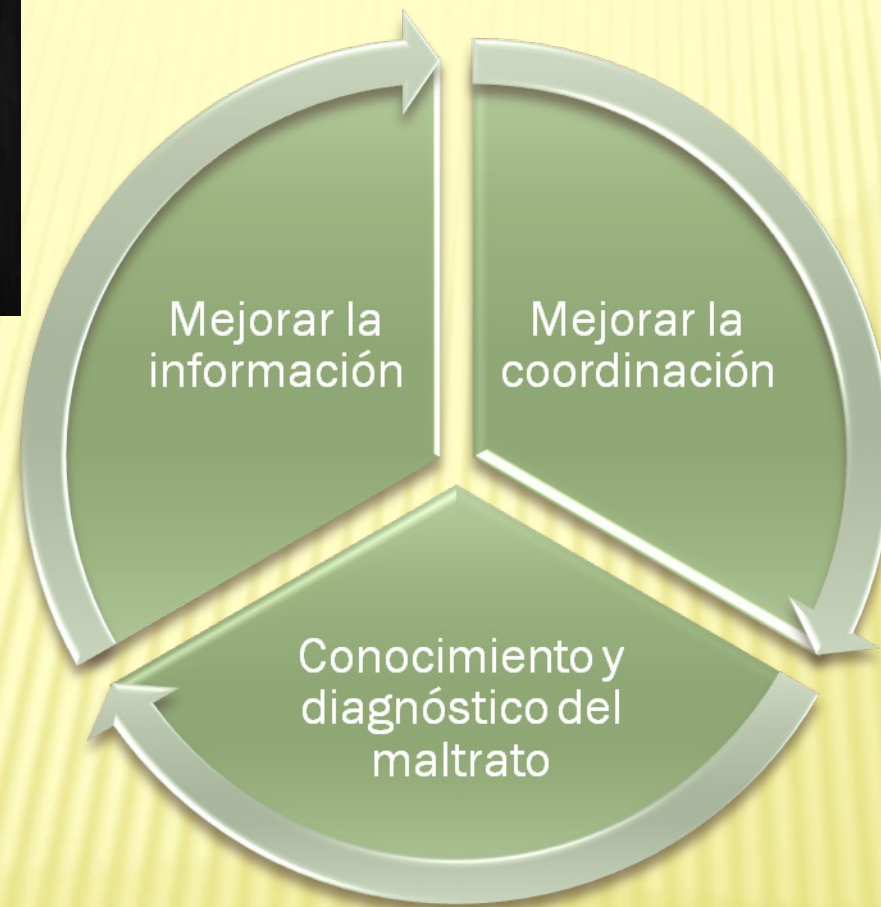 Mejorar la
información
Mejorar la
coordinación
Conocimiento y
diagnóstico del
maltrato